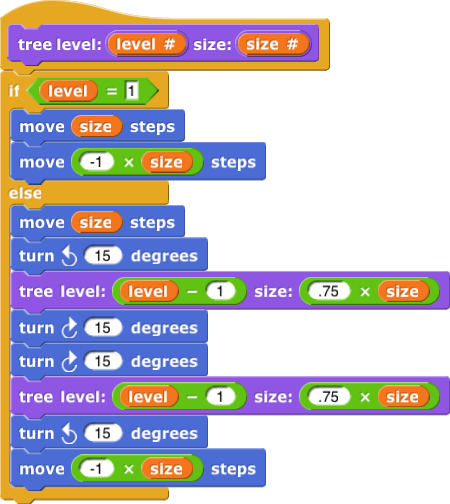 tree level: level # size: size #
if level = 1
move size steps
move -1 × size steps
else
move size steps
turn 15 degrees
tree level: level − 1 size: .75 × size
turn 15 degrees
turn 15 degrees
tree level: level − 1 size: .75 × size
turn 15 degrees
move -1 × size steps